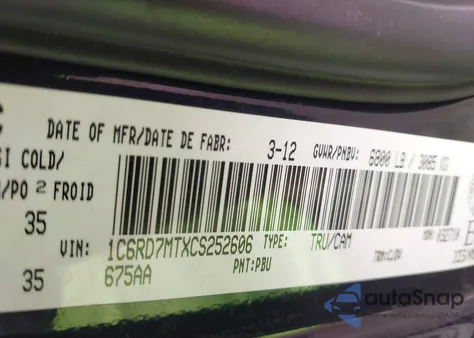 DATE OF MFR/DATE DE FABR: 3-12 GVWR/PNBV: 6800 LB / 3085 KG
SI COLD/
/PO 2 FROID
35
VIN: 1C6RD7MTXCS252606 TYPE: TRU/CAM
35
675AA PNT:PBU
autoSnap